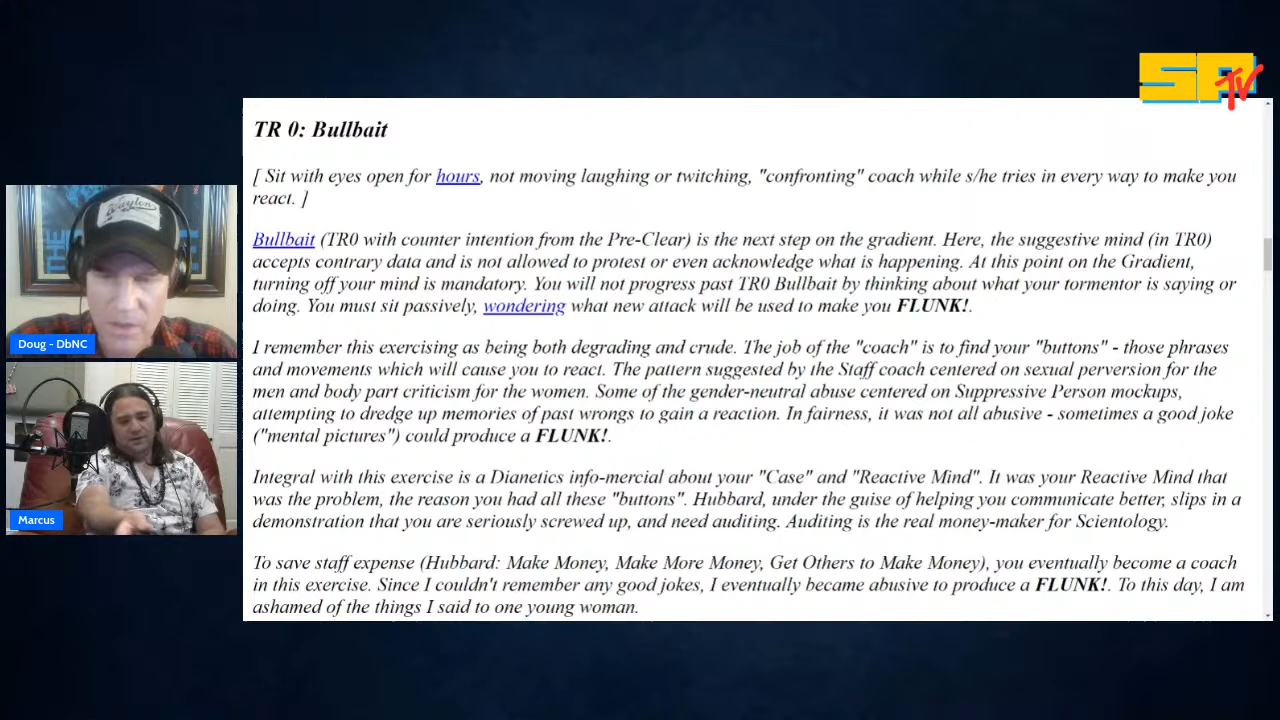 SPTV
TR 0: Bullbait
[ Sit with eyes open for hours, not moving laughing or twitching, "confronting" coach while s/he tries in every way to make you
react. ]
Bullbait (TR0 with counter intention from the Pre-Clear) is the next step on the gradient. Here, the suggestive mind (in TR0)
accepts contrary data and is not allowed to protest or even acknowledge what is happening. At this point on the Gradient,
turning off your mind is mandatory. You will not progress past TR0 Bullbait by thinking about what your tormentor is saying or
doing. You must sit passively, wondering what new attack will be used to make you FLUNK!.
I remember this exercising as being both degrading and crude. The job of the "coach" is to find your "buttons" - those phrases
and movements which will cause you to react. The pattern suggested by the Staff coach centered on sexual perversion for the
men and body part criticism for the women. Some of the gender-neutral abuse centered on Suppressive Person mockups,
attempting to dredge up memories of past wrongs to gain a reaction. In fairness, it was not all abusive - sometimes a good joke
("mental pictures") could produce a FLUNK!.
Integral with this exercise is a Dianetics info-mercial about your "Case" and "Reactive Mind". It was your Reactive Mind that
was the problem, the reason you had all these "buttons". Hubbard, under the guise of helping you communicate better, slips in a
demonstration that you are seriously screwed up, and need auditing. Auditing is the real money-maker for Scientology.
To save staff expense (Hubbard: Make Money, Make More Money, Get Others to Make Money), you eventually become a coach
in this exercise. Since I couldn't remember any good jokes, I eventually became abusive to produce a FLUNK!. To this day, I am
ashamed of the things I said to one young woman.
Doug - DbNC
Marcus